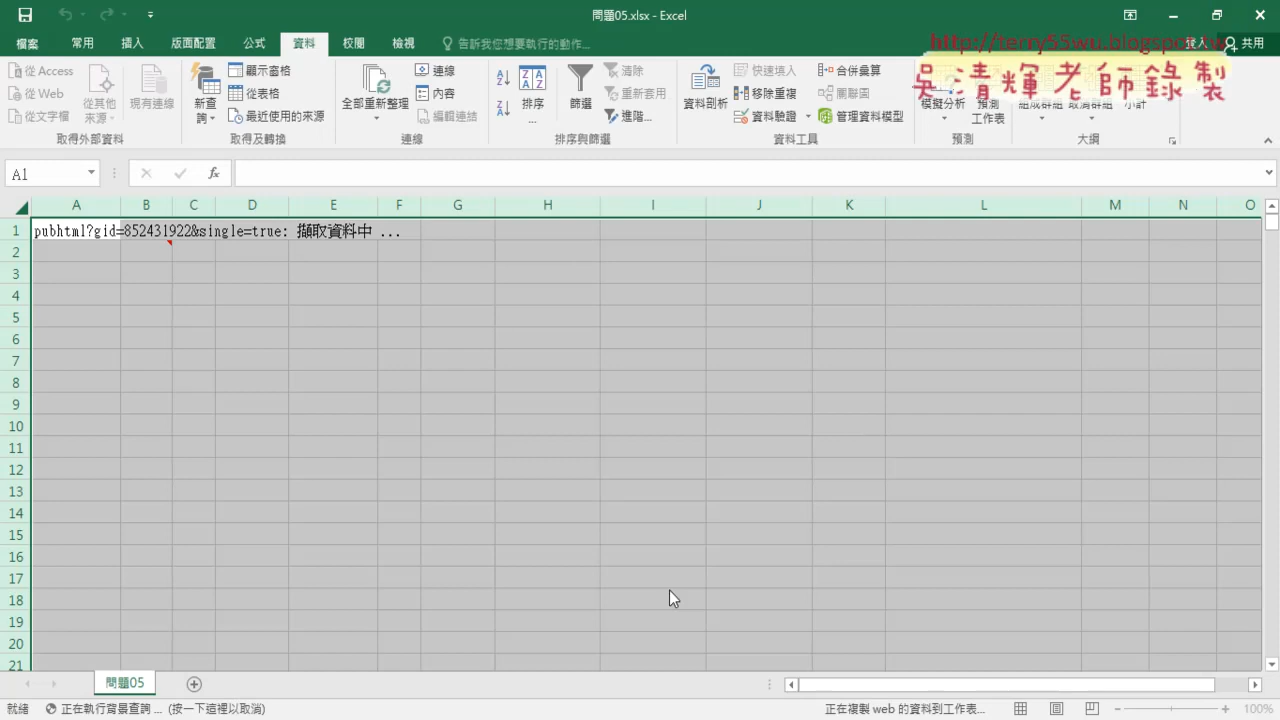 問題05.xlsx - Excel
檔案 常用 插入 版面配置 公式 資料 校閱 檢視 告訴我您想要執行的動作... 登入 共用
http://terry55wu.blogspot.tw
吳清輝老師錄製
從 Access 從 Web 從文字檔 從其他來源 現有連線
取得外部資料
新查詢 顯示窗格 從表格 最近使用的來源
取得及轉換
全部重新整理 連線 內容 編輯連結
連線
排序... 篩選 清除 重新套用 進階...
排序與篩選
資料剖析 快速填入 移除重複 資料驗證 合併彙算 關聯圖 管理資料模型
資料工具
模擬分析 預測工作表
預測
組成群組 取消群組 小計
大綱
A1 fx
A B C D E F G H I J K L M N O
1 pubhtml?gid=852431922&single=true: 擷取資料中 ...
2
3
4
5
6
7
8
9
10
11
12
13
14
15
16
17
18
19
20
21
問題05
就緒 正在執行背景查詢 ... (按一下這裡以取消) 正在複製 web 的資料到工作表... 100%